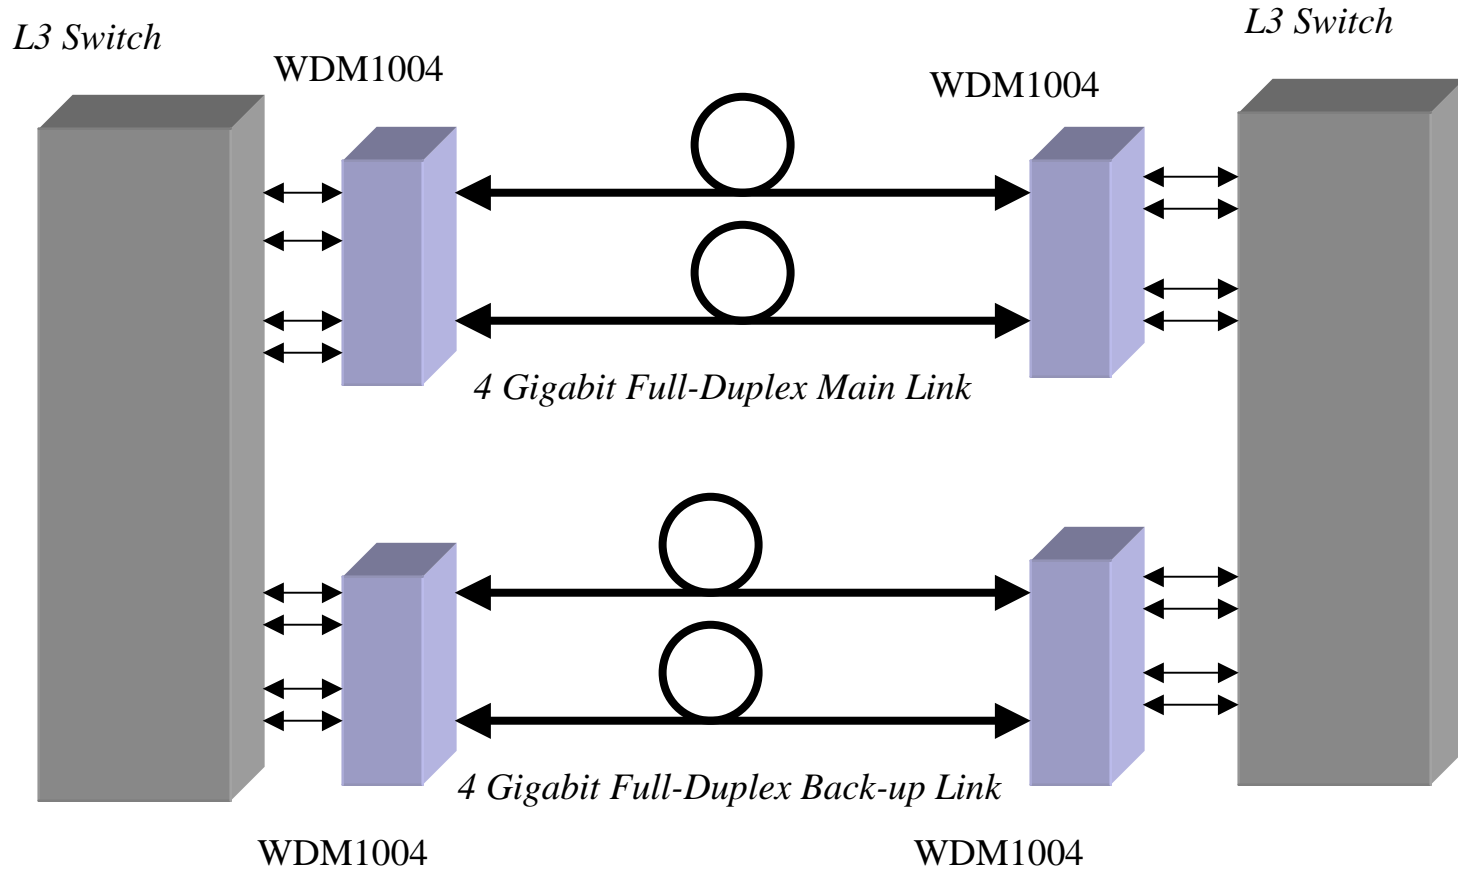 L3 Switch
L3 Switch
WDM1004
WDM1004
4 Gigabit Full-Duplex Main Link
4 Gigabit Full-Duplex Back-up Link
WDM1004
WDM1004